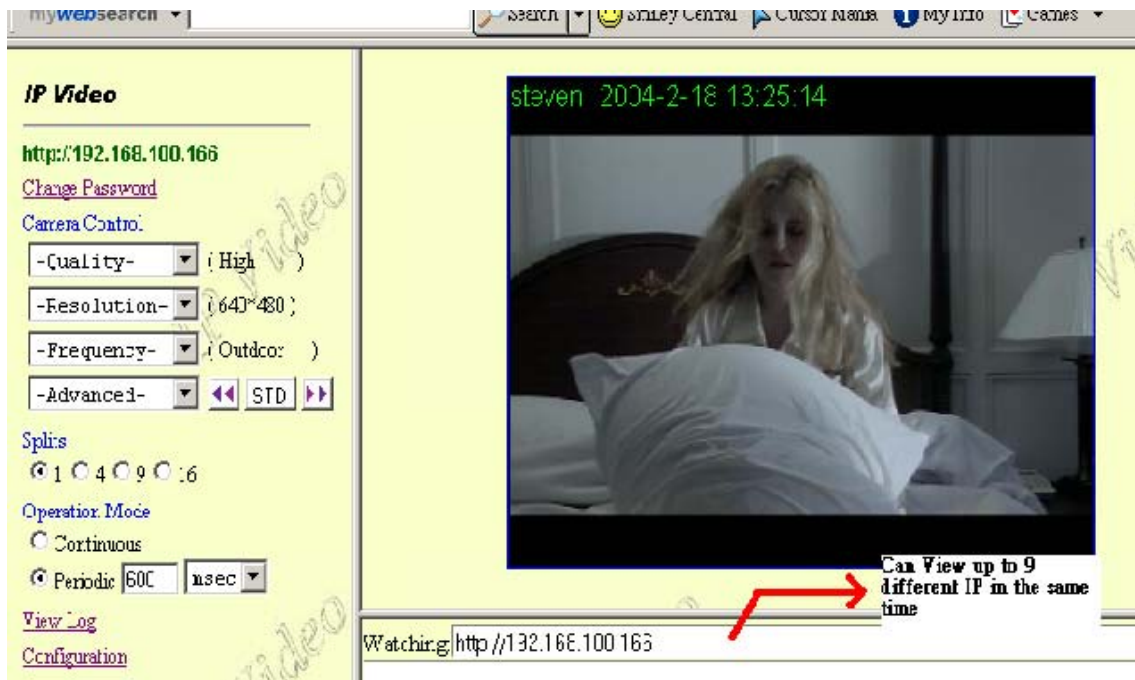 mywebsearch Search Smiley Central Cursor Mania My Info Games
IP Video
http://192.168.100.166
Change Password
Camera Control
-Quality- ( High )
-Resolution- ( 640*480 )
-Frequency- ( Outdoor )
-Advanced- STD
Splits
1 4 9 16
Operation Mode
Continuous
Periodic 600 msec
View Log
Configuration
steven 2004-2-18 13:25:14
Can View up to 9
different IP in the same
time
Watching http://192.168.100.166
IP Video
Video